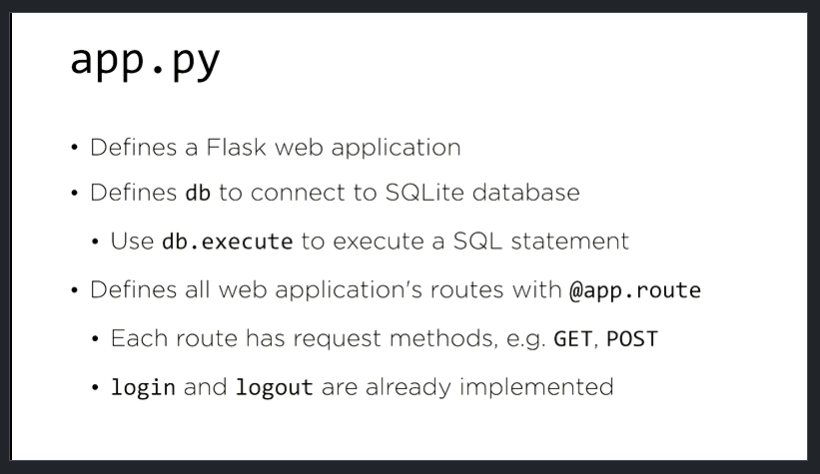 app.py
• Defines a Flask web application
• Defines db to connect to SQLite database
• Use db.execute to execute a SQL statement
• Defines all web application's routes with @app.route
• Each route has request methods, e.g. GET, POST
• login and logout are already implemented